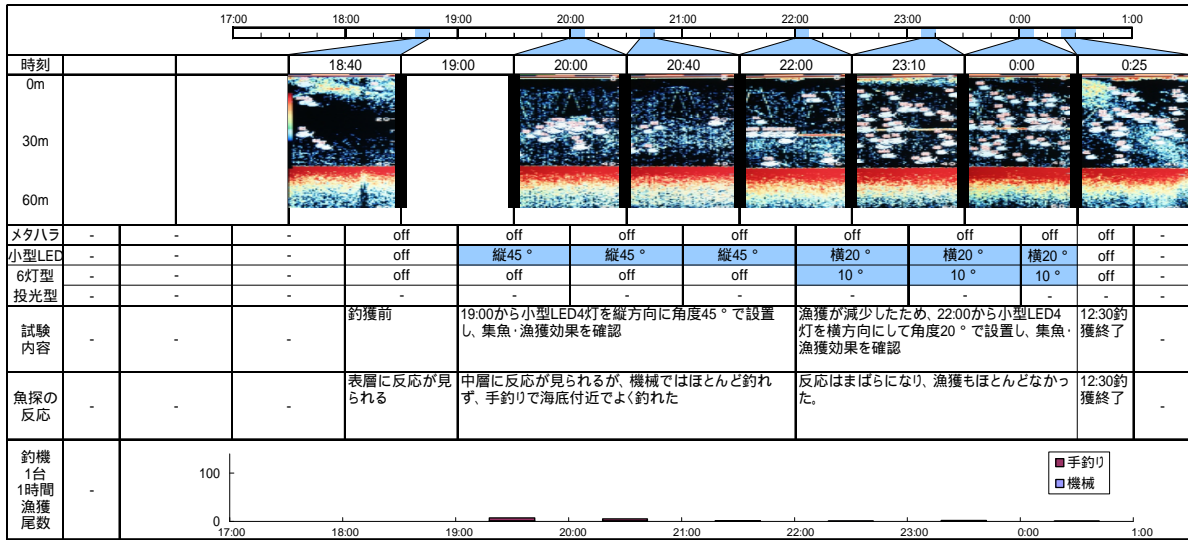 17:00 18:00 19:00 20:00 21:00 22:00 23:00 0:00 1:00
時刻 18:40 19:00 20:00 20:40 22:00 23:10 0:00 0:25
0m
30m
60m
メタハラ - - - off off off off off off off off -
小型LED - - - off 縦45° 縦45° 縦45° 横20° 横20° 横20° off -
6灯型 - - - off off off off 10° 10° 10° off -
投光型 - - - - - - - - - - - -
試験
内容
- - -
釣獲前
19:00から小型LED4灯を縦方向に角度45°で設置
し、集魚・漁獲効果を確認
漁獲が減少したため、22:00から小型LED4
灯を横方向にして角度20°で設置し、集魚・
漁獲効果を確認
12:30釣
獲終了
-
魚探の
反応
- - -
表層に反応が見
られる
中層に反応が見られるが、機械ではほとんど釣れ
ず、手釣りで海底付近でよく釣れた
反応はまばらになり、漁獲もほとんどなかっ
た。
12:30釣
獲終了
-
釣機
1台
1時間
漁獲
尾数
-
100
0
手釣り
機械
17:00 18:00 19:00 20:00 21:00 22:00 23:00 0:00 1:00